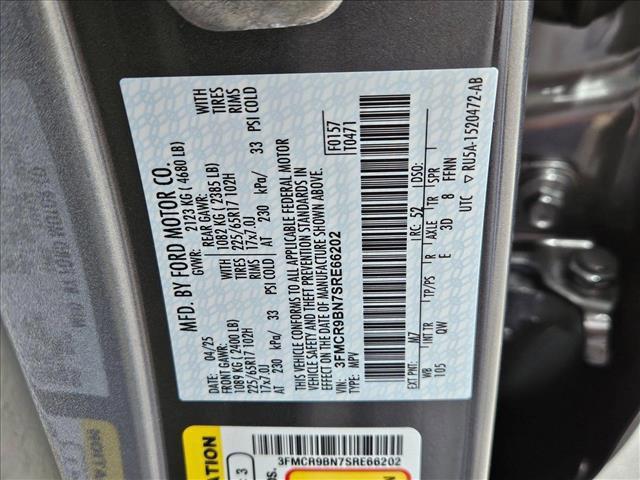 MFD. BY FORD MOTOR CO.
DATE: 04/25 GVWR: 2123 KG ( 4680 LB)
FRONT GAWR: REAR GAWR:
1089 KG ( 2400 LB) 1082 KG ( 2385 LB) WITH
225/65R17 102H TIRES 225/65R17 102H TIRES
17x7.0J RIMS 17x7.0J RIMS
AT 230 kPa/ 33 PSI COLD AT 230 kPa/ 33 PSI COLD
THIS VEHICLE CONFORMS TO ALL APPLICABLE FEDERAL MOTOR
VEHICLE SAFETY AND THEFT PREVENTION STANDARDS IN
EFFECT ON THE DATE OF MANUFACTURE SHOWN ABOVE.
VIN: 3FMCR9BN7SRE66202 F0157
TYPE: MPV T0471
EXT PNT: M7 RC: 52 DSO:
WB INT TR TP/PS R AXLE TR SPR
105 QW E 3D 8 FFNN
UTC ▽ RU5A-1520472-AB
3FMCR9BN7SRE66202